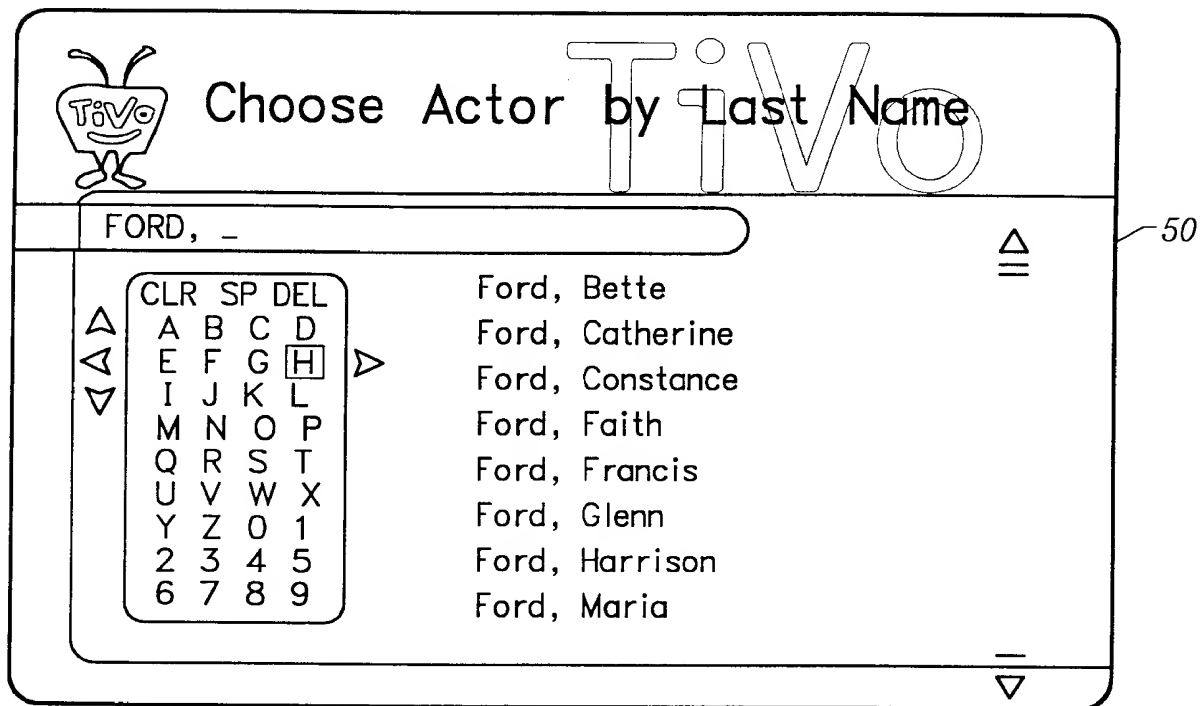 TiVo
TiVo
Choose Actor by Last Name
FORD, _
50
CLR SP DEL
A B C D
E F G H
I J K L
M N O P
Q R S T
U V W X
Y Z 0 1
2 3 4 5
6 7 8 9
Ford, Bette
Ford, Catherine
Ford, Constance
Ford, Faith
Ford, Francis
Ford, Glenn
Ford, Harrison
Ford, Maria